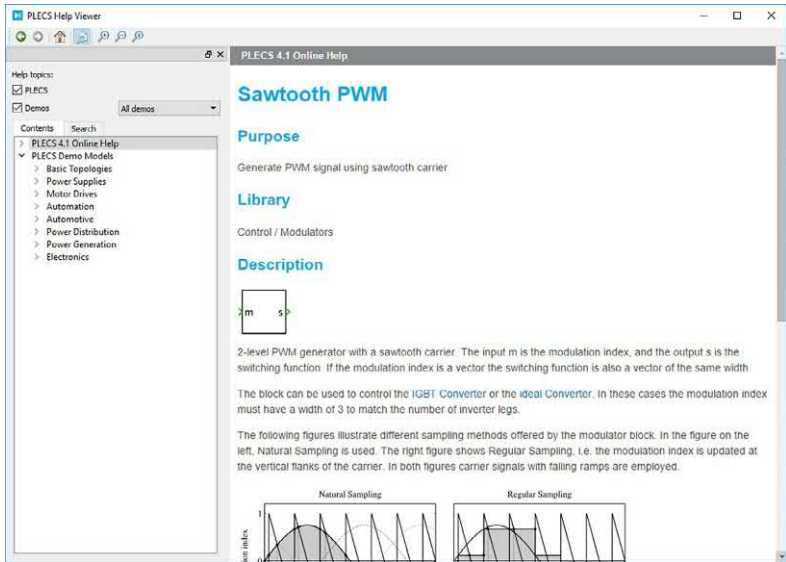 PLECS Help Viewer
Help topics:
PLECS
Demos
All demos
Contents
Search
PLECS 4.1 Online Help
PLECS Demo Models
Basic Topologies
Power Supplies
Motor Drives
Automation
Automotive
Power Distribution
Power Generation
Electronics
PLECS 4.1 Online Help
Sawtooth PWM
Purpose
Generate PWM signal using sawtooth carrier
Library
Control / Modulators
Description
m s
2-level PWM generator with a sawtooth carrier. The input m is the modulation index, and the output s is the
switching function. If the modulation index is a vector the switching function is also a vector of the same width.
The block can be used to control the IGBT Converter or the ideal Converter. In these cases the modulation index
must have a width of 3 to match the number of inverter legs.
The following figures illustrate different sampling methods offered by the modulator block. In the figure on the
left, Natural Sampling is used. The right figure shows Regular Sampling, i.e. the modulation index is updated at
the vertical flanks of the carrier. In both figures carrier signals with falling ramps are employed.
Natural Sampling
Regular Sampling
1
0
index